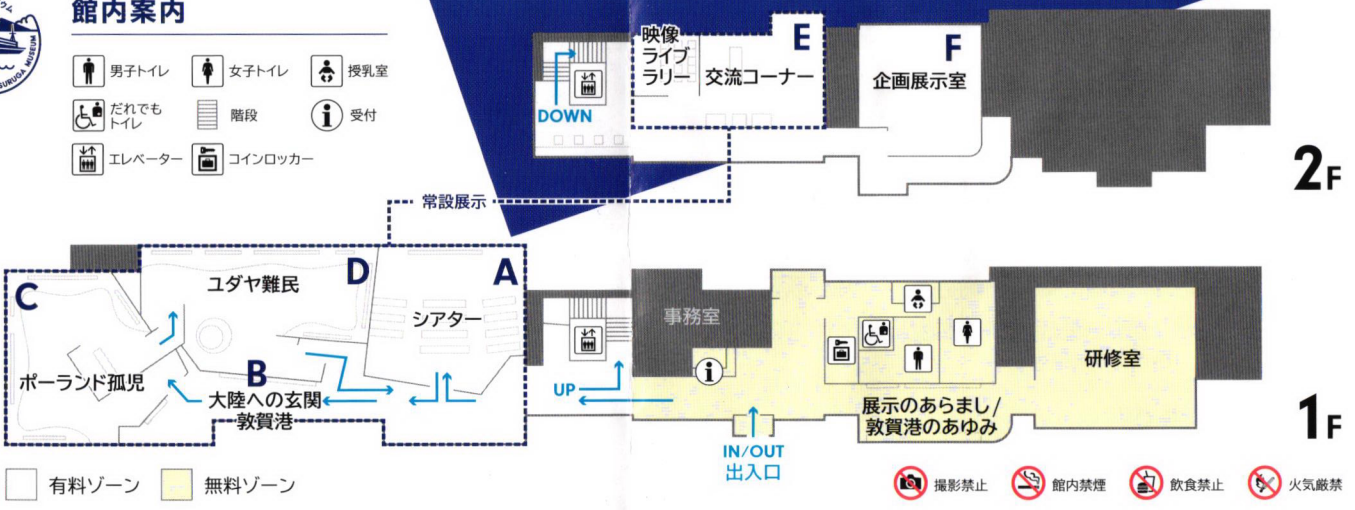 館内案内
SURUGA MUSEUM
男子トイレ
女子トイレ
授乳室
だれでも
トイレ
階段
受付
エレベーター
コインロッカー
DOWN
映像
ライブ
ラリー
交流コーナー
E
F
企画展示室
2F
常設展示
C
ユダヤ難民
D
A
シアター
ポーランド孤児
B
大陸への玄関
敦賀港
UP
事務室
展示のあらまし/
敦賀港のあゆみ
研修室
IN/OUT
出入口
1F
有料ゾーン
無料ゾーン
撮影禁止
館内禁煙
飲食禁止
火気厳禁